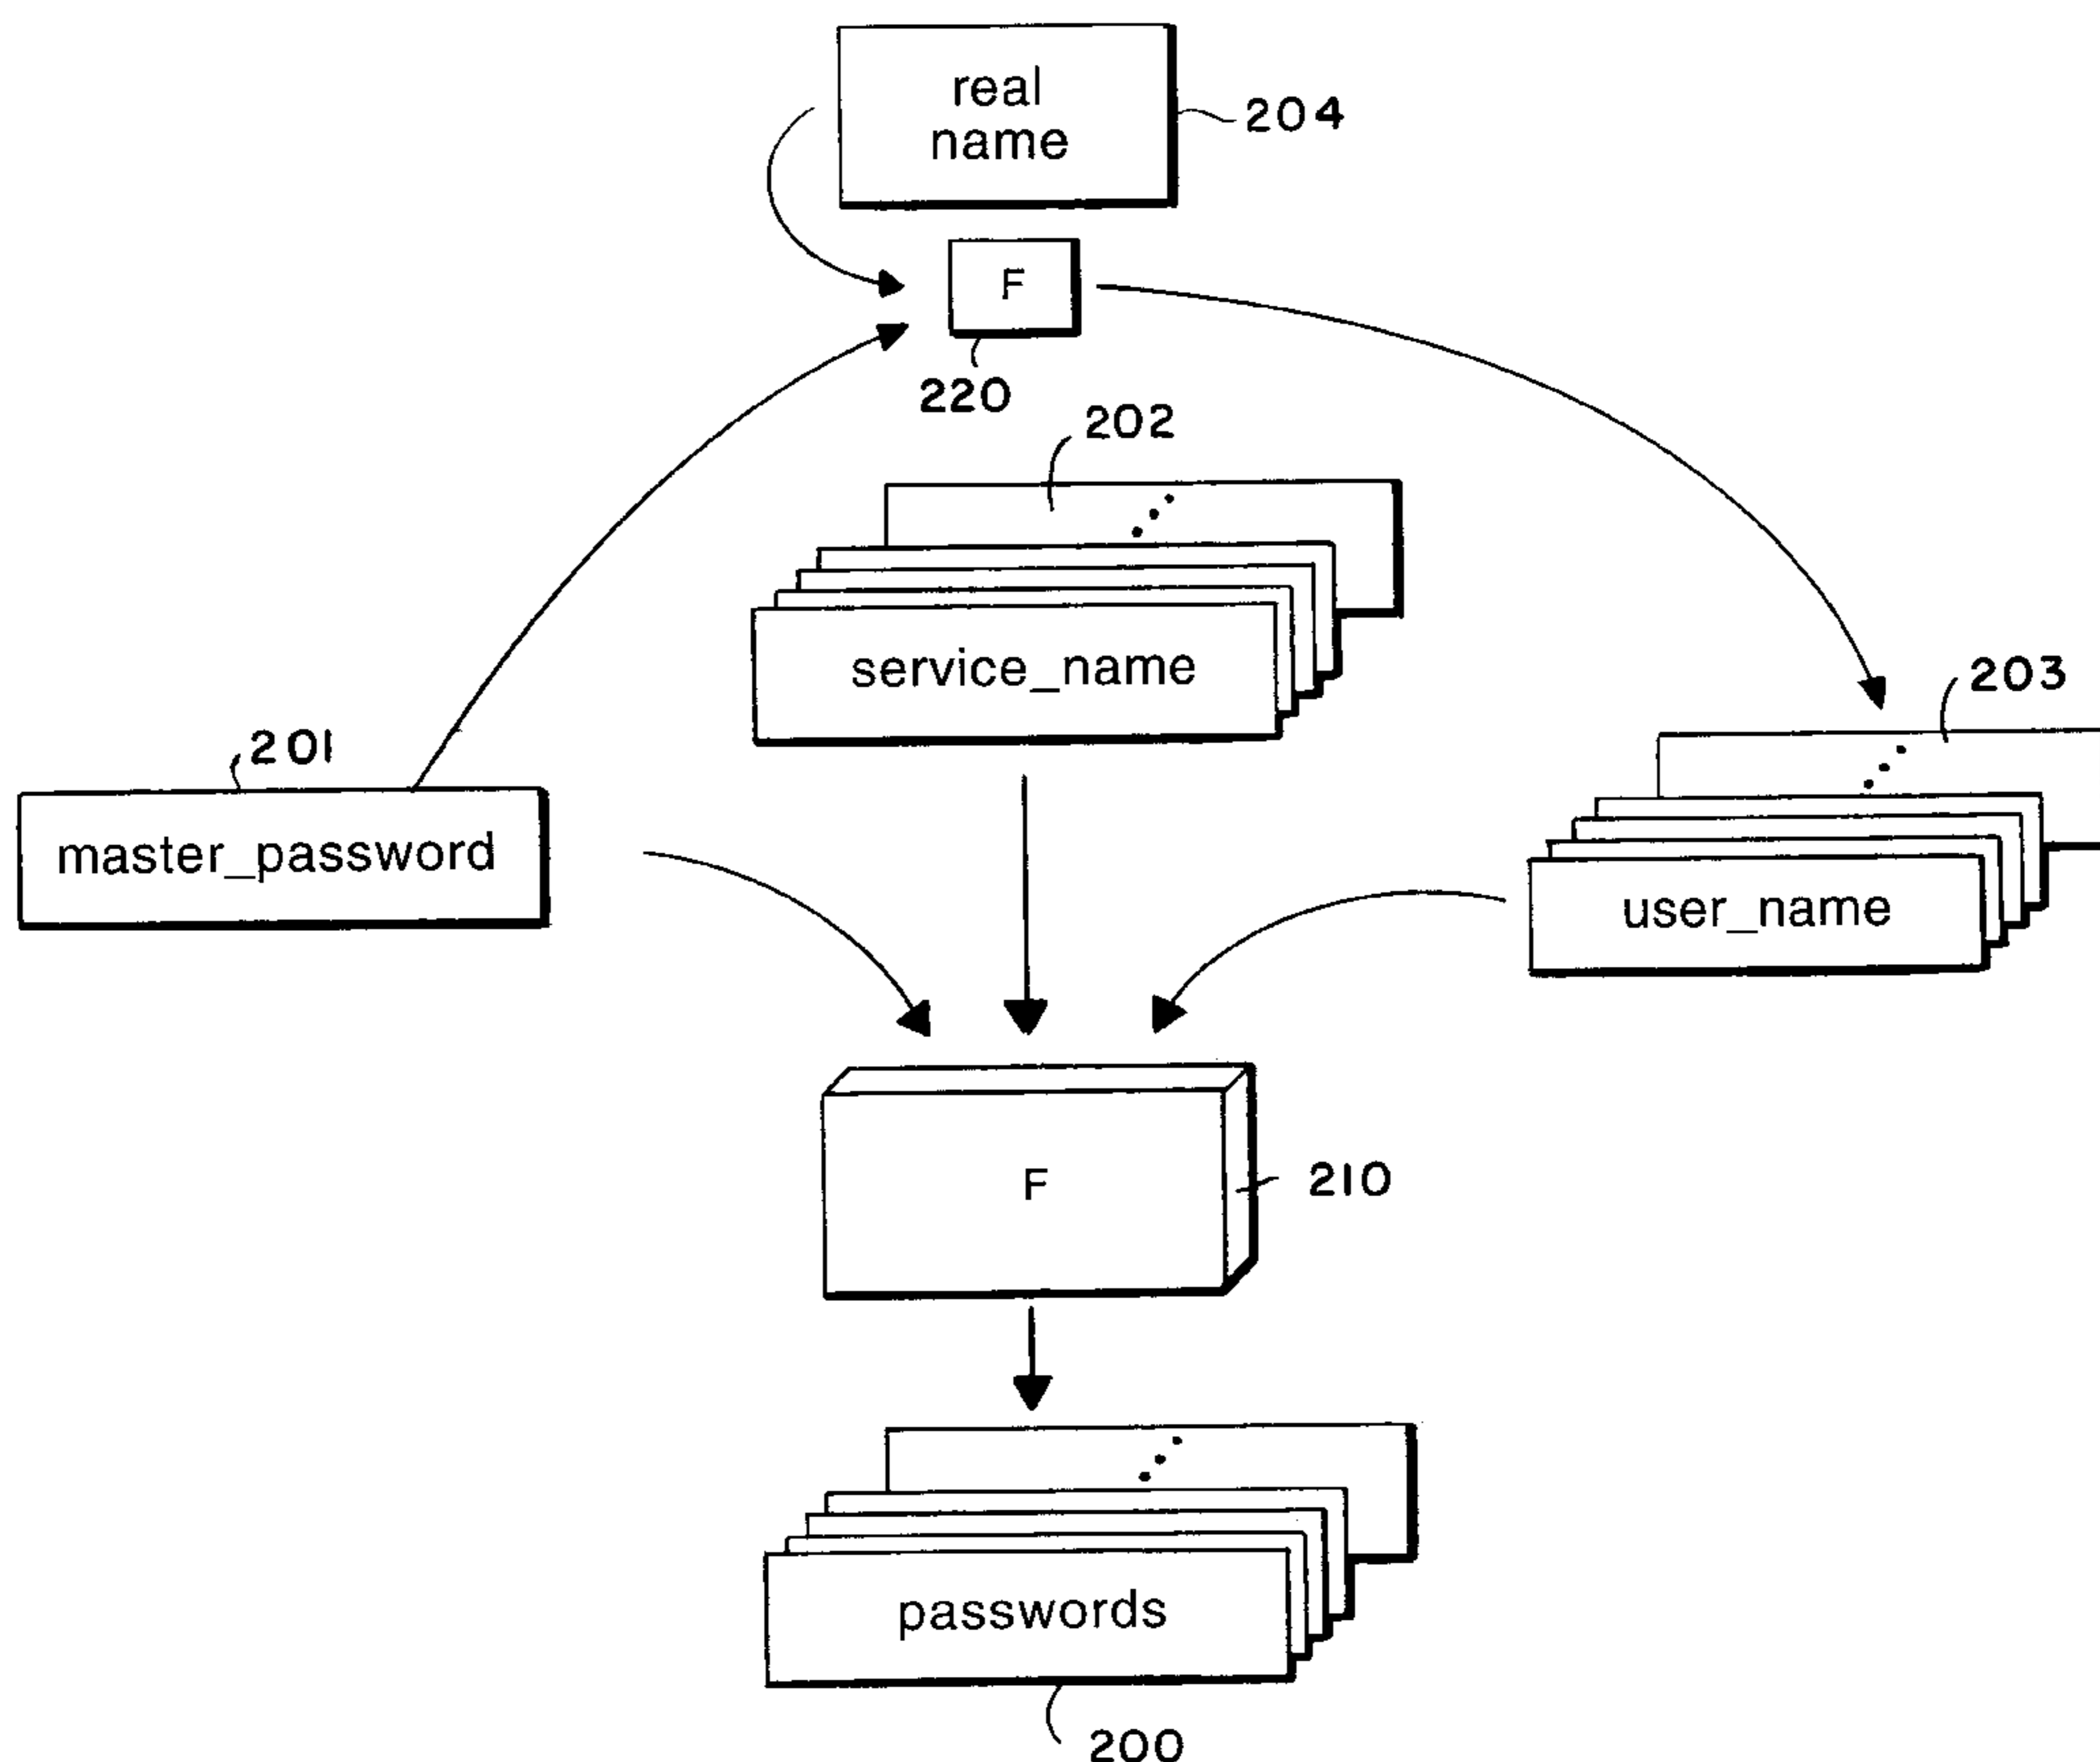 real
name
204
F
220
202
service_name
203
201
master_password
user_name
F
210
passwords
200